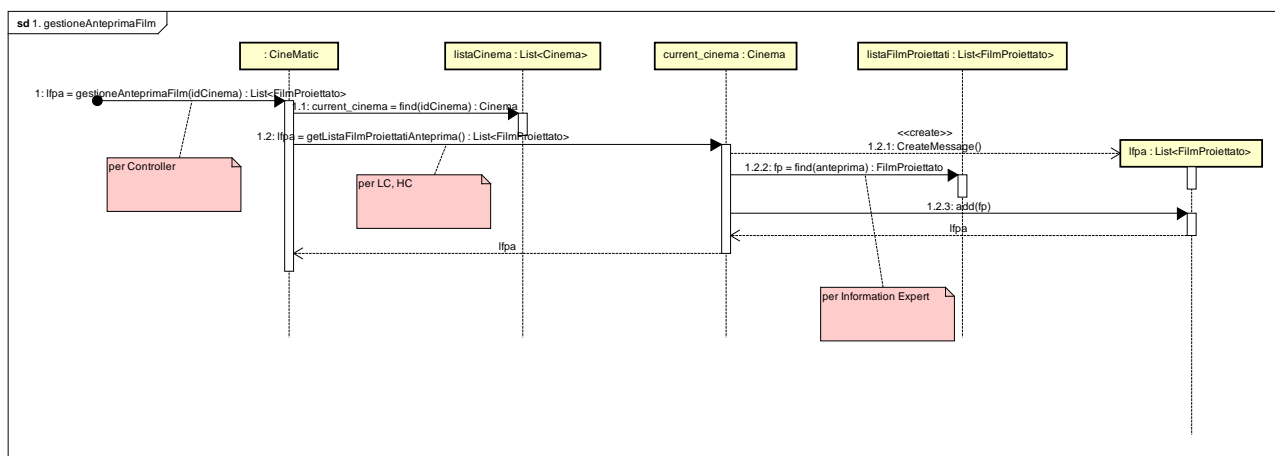 sd 1. gestioneAnteprimaFilm
: CineMatic
listaCinema : List<Cinema>
current_cinema : Cinema
listaFilmProiettati : List<FilmProiettato>
1: lfpa = gestioneAnteprimaFilm(idCinema) : List<FilmProiettato>
1.1: current_cinema = find(idCinema) : Cinema
1.2: lfpa = getListaFilmProiettatiAnteprima() : List<FilmProiettato>
<<create>>
1.2.1: CreateMessage()
lfpa : List<FilmProiettato>
per Controller
per LC, HC
1.2.2: fp = find(anteprima) : FilmProiettato
1.2.3: add(fp)
lfpa
lfpa
per Information Expert